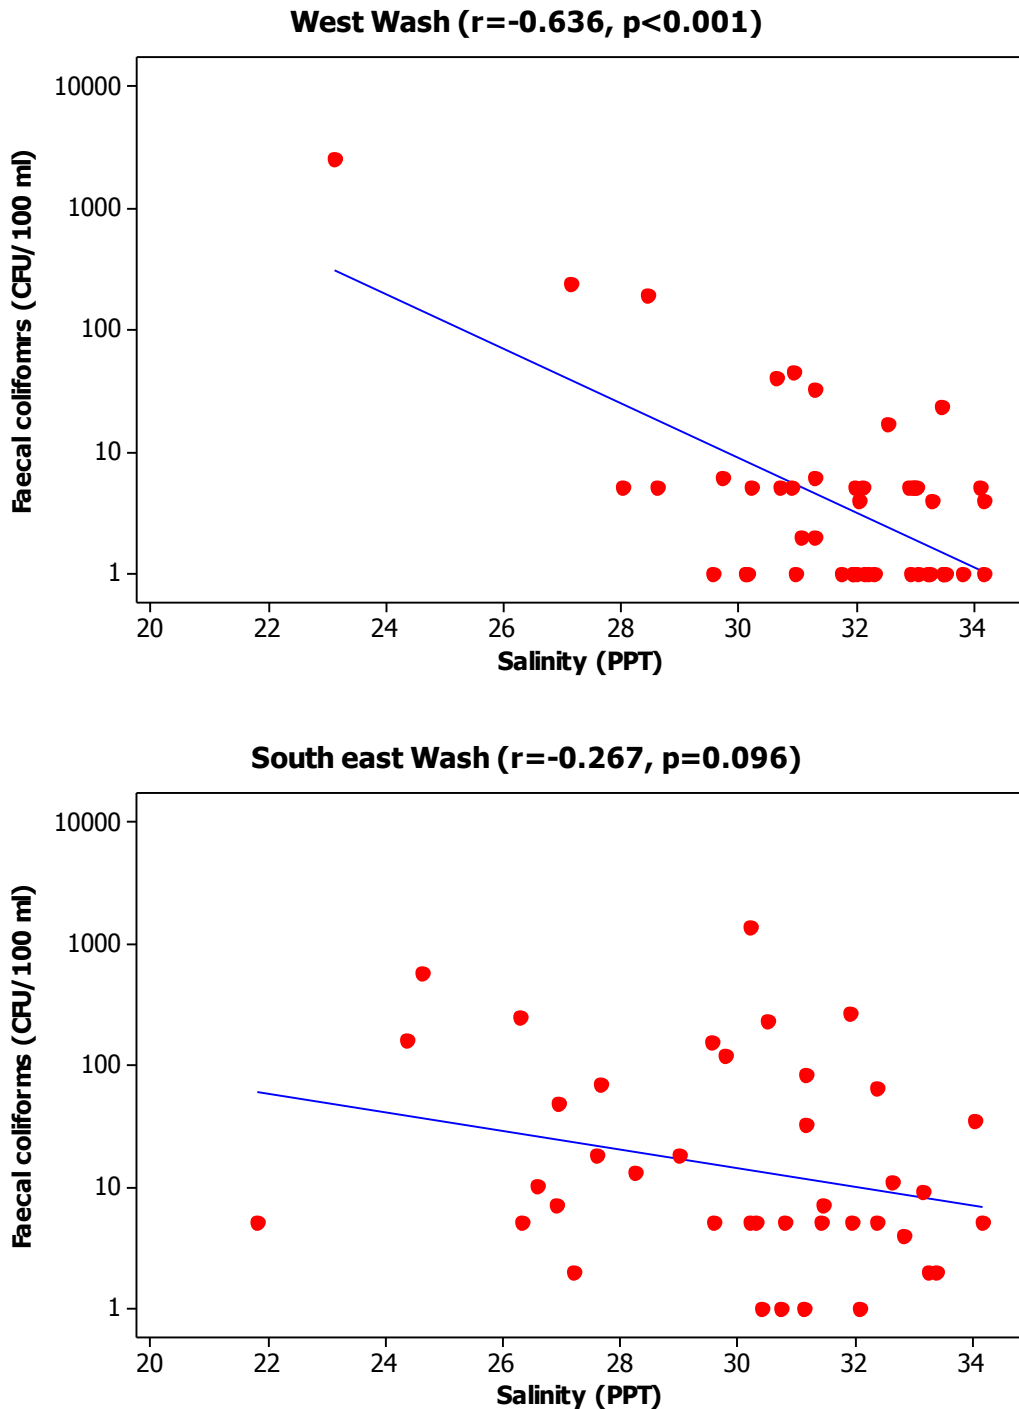 West Wash (r=-0.636, p<0.001)
Faecal colifomrs (CFU/100 ml)
10000
1000
100
10
1
20 22 24 26 28 30 32 34
Salinity (PPT)
South east Wash (r=-0.267, p=0.096)
Faecal coliforms (CFU/100 ml)
10000
1000
100
10
1
20 22 24 26 28 30 32 34
Salinity (PPT)